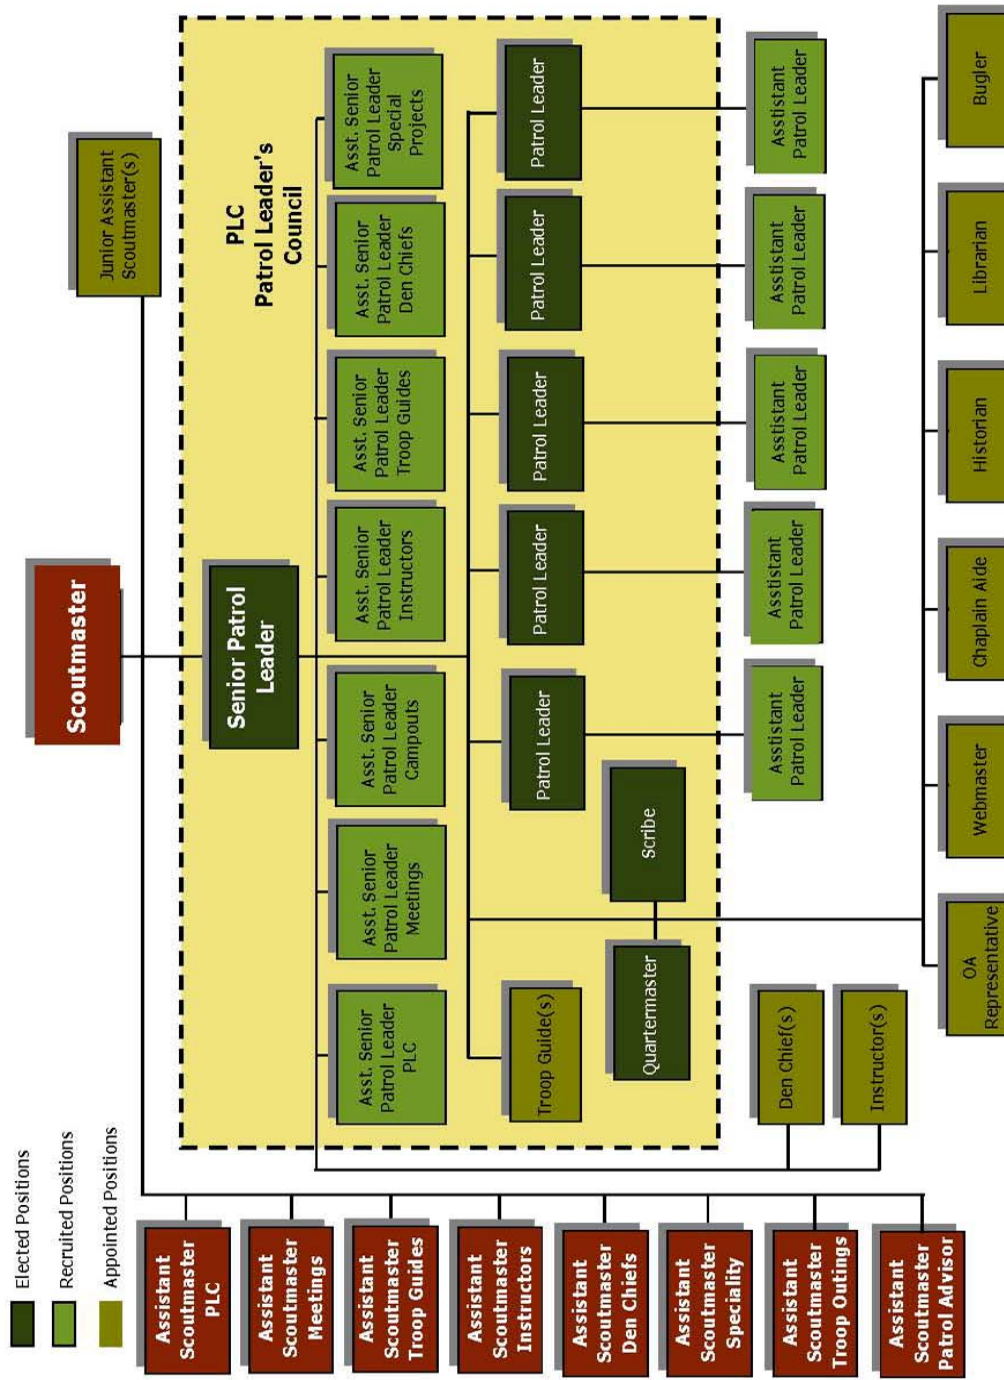 Elected Positions
Recruited Positions
Appointed Positions
Scoutmaster
Junior Assistant
Scoutmaster(s)
Assistant
Scoutmaster
PLC
Assistant
Scoutmaster
Meetings
Assistant
Scoutmaster
Troop Guides
Assistant
Scoutmaster
Instructors
Assistant
Scoutmaster
Den Chiefs
Assistant
Scoutmaster
Speciality
Assistant
Scoutmaster
Troop Outings
Assistant
Scoutmaster
Patrol Advisor
PLC
Patrol Leader's
Council
Senior Patrol
Leader
Asst. Senior
Patrol Leader
PLC
Asst. Senior
Patrol Leader
Meetings
Asst. Senior
Patrol Leader
Campouts
Asst. Senior
Patrol Leader
Instructors
Asst. Senior
Patrol Leader
Troop Guides
Asst. Senior
Patrol Leader
Den Chiefs
Asst. Senior
Patrol Leader
Special
Projects
Troop Guide(s)
Patrol Leader
Patrol Leader
Patrol Leader
Patrol Leader
Patrol Leader
Quartermaster
Scribe
Den Chief(s)
Instructor(s)
Asstistant
Patrol Leader
Asstistant
Patrol Leader
Asstistant
Patrol Leader
Asstistant
Patrol Leader
Asstistant
Patrol Leader
OA
Representative
Webmaster
Chaplain Aide
Historian
Librarian
Bugler